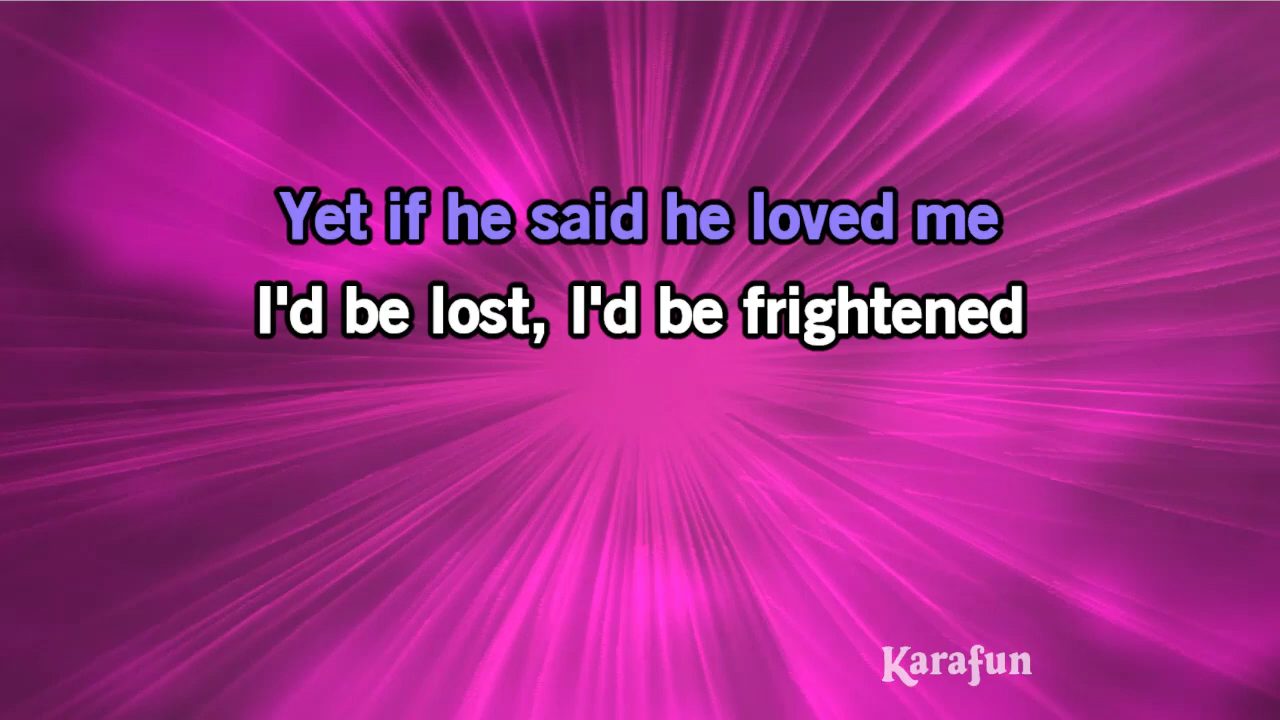 Yet if he said he loved me
I'd be lost, I'd be frightened
Karafun